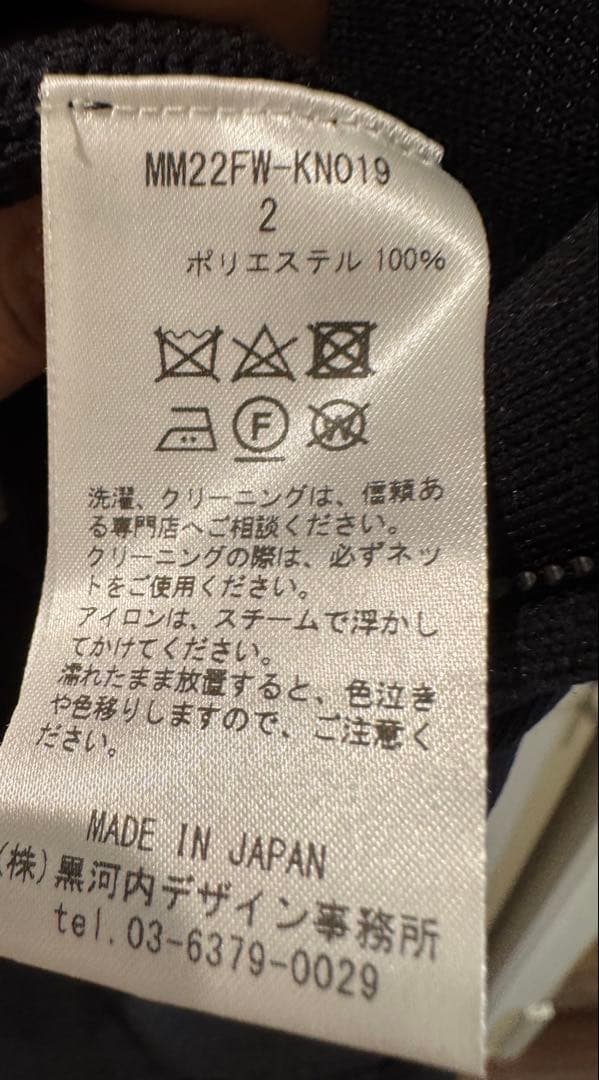 MM22FW-KN019
2
ポリエステル 100%
F
W
洗濯、クリーニングは、信頼あ
る専門店へご相談ください。
クリーニングの際は、必ずネッ
トをご使用ください。
アイロンは、スチームで浮かし
てかけてください。
濡れたまま放置すると、色泣き
や色移りしますので、ご注意く
ださい。
MADE IN JAPAN
(株)黒河内デザイン事務所
tel.03-6379-0029